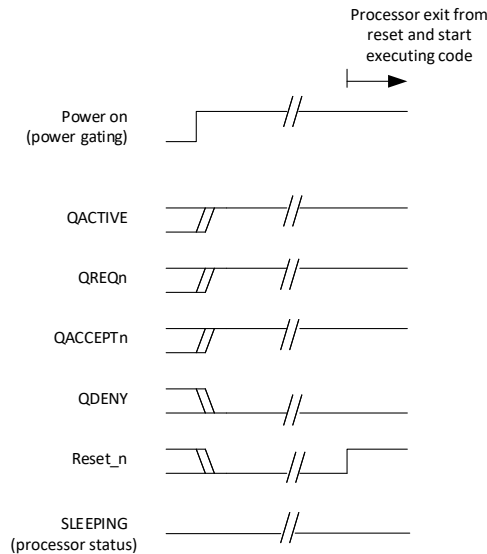 Processor exit from
reset and start
executing code
Power on
(power gating)
QACTIVE
QREQn
QACCEPTn
QDENY
Reset_n
SLEEPING
(processor status)